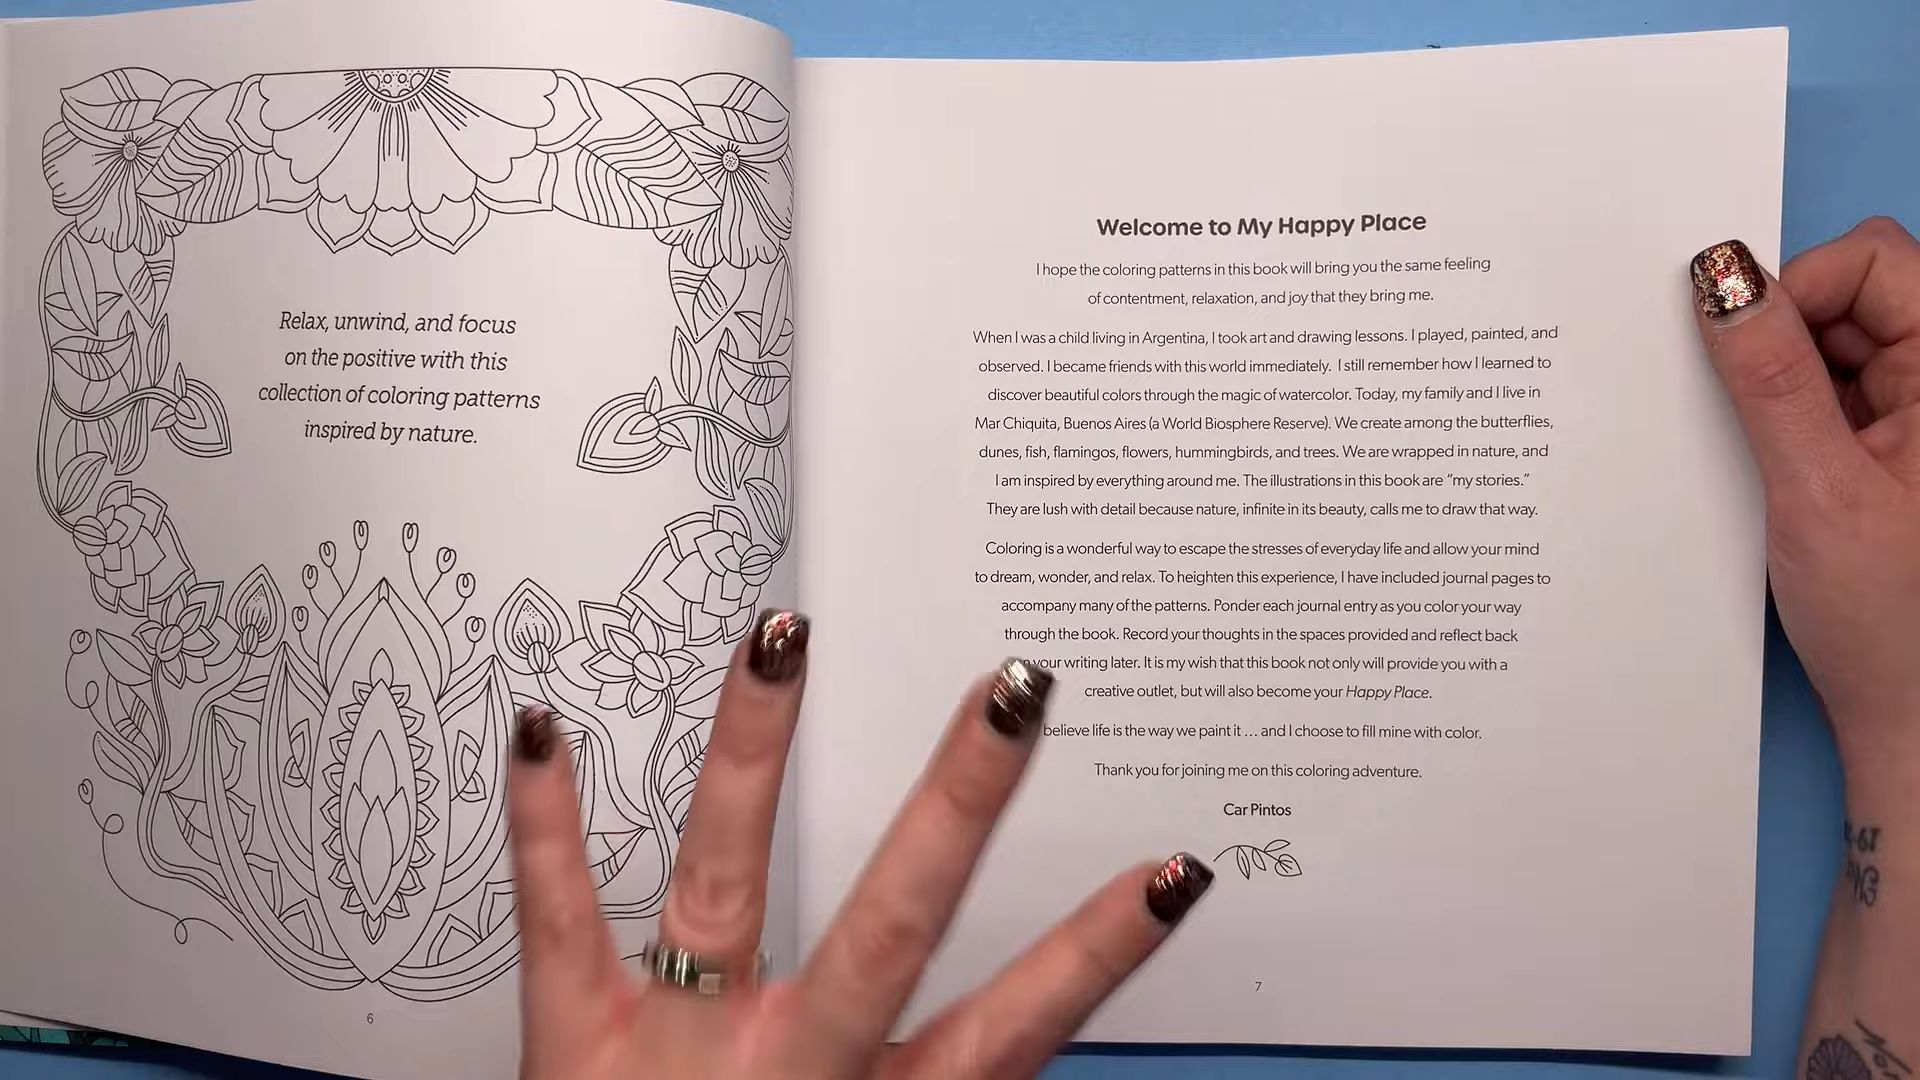 Relax, unwind, and focus
on the positive with this
collection of coloring patterns
inspired by nature.
6
Welcome to My Happy Place
I hope the coloring patterns in this book will bring you the same feeling
of contentment, relaxation, and joy that they bring me.
When I was a child living in Argentina, I took art and drawing lessons. I played, painted, and
observed. I became friends with this world immediately. I still remember how I learned to
discover beautiful colors through the magic of watercolor. Today, my family and I live in
Mar Chiquita, Buenos Aires (a World Biosphere Reserve). We create among the butterflies,
dunes, fish, flamingos, flowers, hummingbirds, and trees. We are wrapped in nature, and
I am inspired by everything around me. The illustrations in this book are “my stories.”
They are lush with detail because nature, infinite in its beauty, calls me to draw that way.
Coloring is a wonderful way to escape the stresses of everyday life and allow your mind
to dream, wonder, and relax. To heighten this experience, I have included journal pages to
accompany many of the patterns. Ponder each journal entry as you color your way
through the book. Record your thoughts in the spaces provided and reflect back
your writing later. It is my wish that this book not only will provide you with a
creative outlet, but will also become your Happy Place.
believe life is the way we paint it … and I choose to fill mine with color.
Thank you for joining me on this coloring adventure.
Car Pintos
7